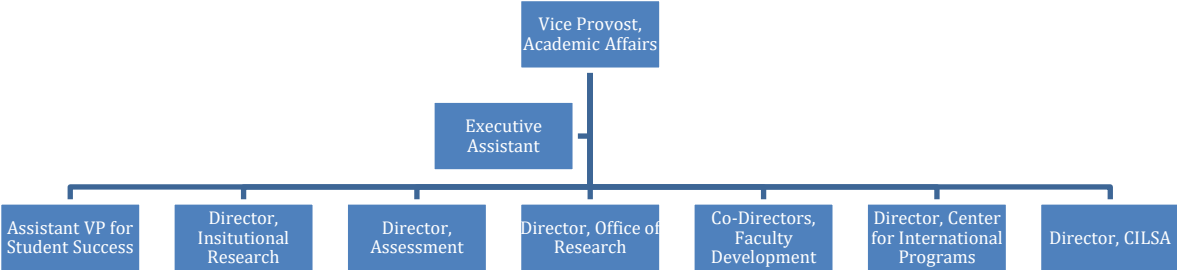 Vice Provost,
Academic Affairs
Executive
Assistant
Assistant VP for
Student Success
Director,
Insitutional
Research
Director,
Assessment
Director, Office of
Research
Co-Directors,
Faculty
Development
Director, Center
for International
Programs
Director, CILSA